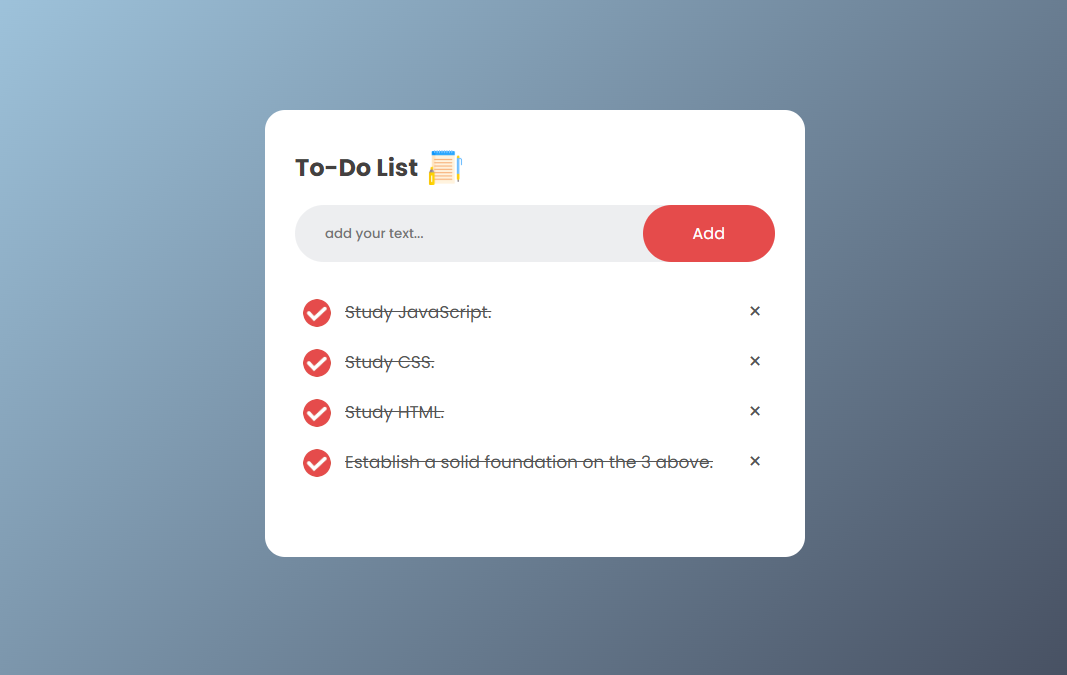 To-Do List
add your text...
Add
Study JavaScript. ×
Study CSS. ×
Study HTML. ×
Establish a solid foundation on the 3 above. ×